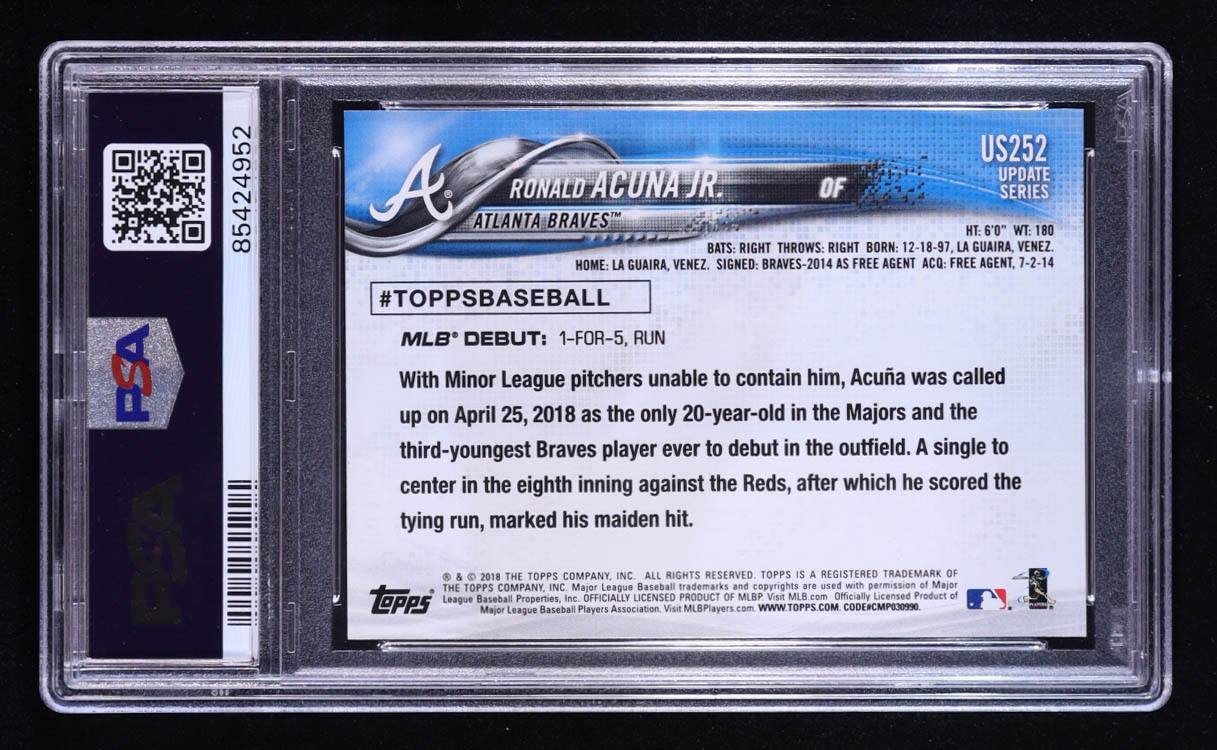 85424952
PSA
PSA
A®
RONALD ACUÑA JR. OF
ATLANTA BRAVES™
US252
UPDATE
SERIES
HT: 6'0" WT: 180
BATS: RIGHT THROWS: RIGHT BORN: 12-18-97, LA GUAIRA, VENEZ.
HOME: LA GUAIRA, VENEZ. SIGNED: BRAVES-2014 AS FREE AGENT ACQ: FREE AGENT, 7-2-14
#TOPPSBASEBALL
MLB® DEBUT: 1-FOR-5, RUN
With Minor League pitchers unable to contain him, Acuña was called
up on April 25, 2018 as the only 20-year-old in the Majors and the
third-youngest Braves player ever to debut in the outfield. A single to
center in the eighth inning against the Reds, after which he scored the
tying run, marked his maiden hit.
TOPPS®
® & © 2018 THE TOPPS COMPANY, INC. ALL RIGHTS RESERVED. TOPPS IS A REGISTERED TRADEMARK OF
THE TOPPS COMPANY, INC. Major League Baseball trademarks and copyrights are used with permission of Major
League Baseball Properties, Inc. OFFICIALLY LICENSED PRODUCT OF MLBP. Visit MLB.com. Officially Licensed Product of
Major League Baseball Players Association. Visit MLBPlayers.com. WWW.TOPPS.COM. CODE#CMP030990.
PLAYERS